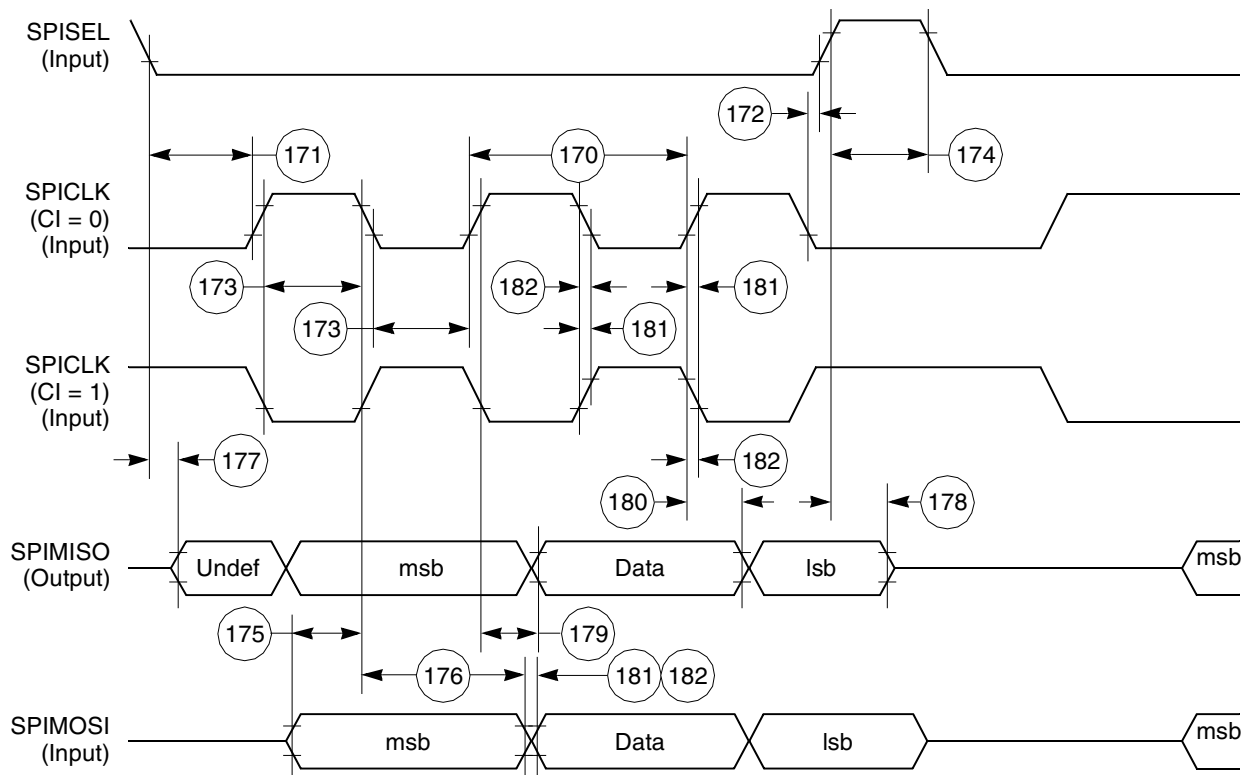 SPISEL
(Input)
172
171
170
174
SPICLK
(CI = 0)
(Input)
173
182
181
173
181
SPICLK
(CI = 1)
(Input)
177
182
180
178
SPIMISO
(Output)
Undef
msb
Data
lsb
msb
175
179
176
181
182
SPIMOSI
(Input)
msb
Data
lsb
msb